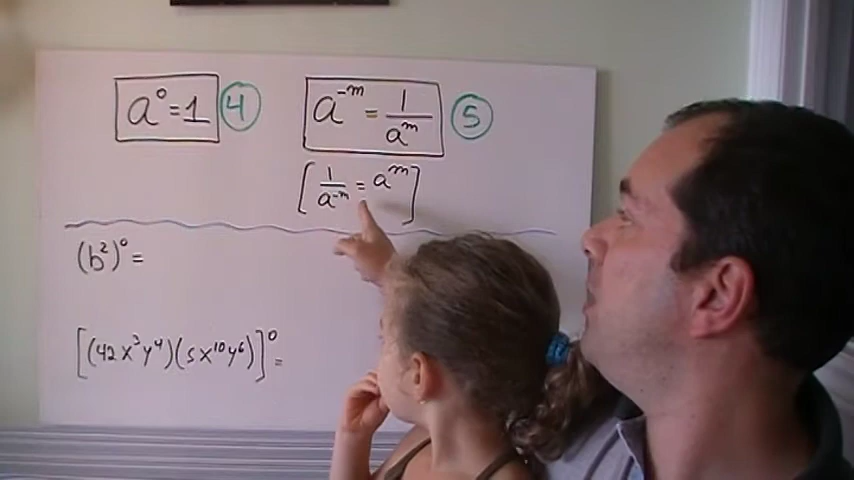 a⁰ = 1 ④
a⁻ᵐ = 1/aᵐ ⑤
[1/a⁻ᵐ = aᵐ]
(b²)⁰ =
[(42x³y⁴)(5x¹⁰y⁶)]⁰ =